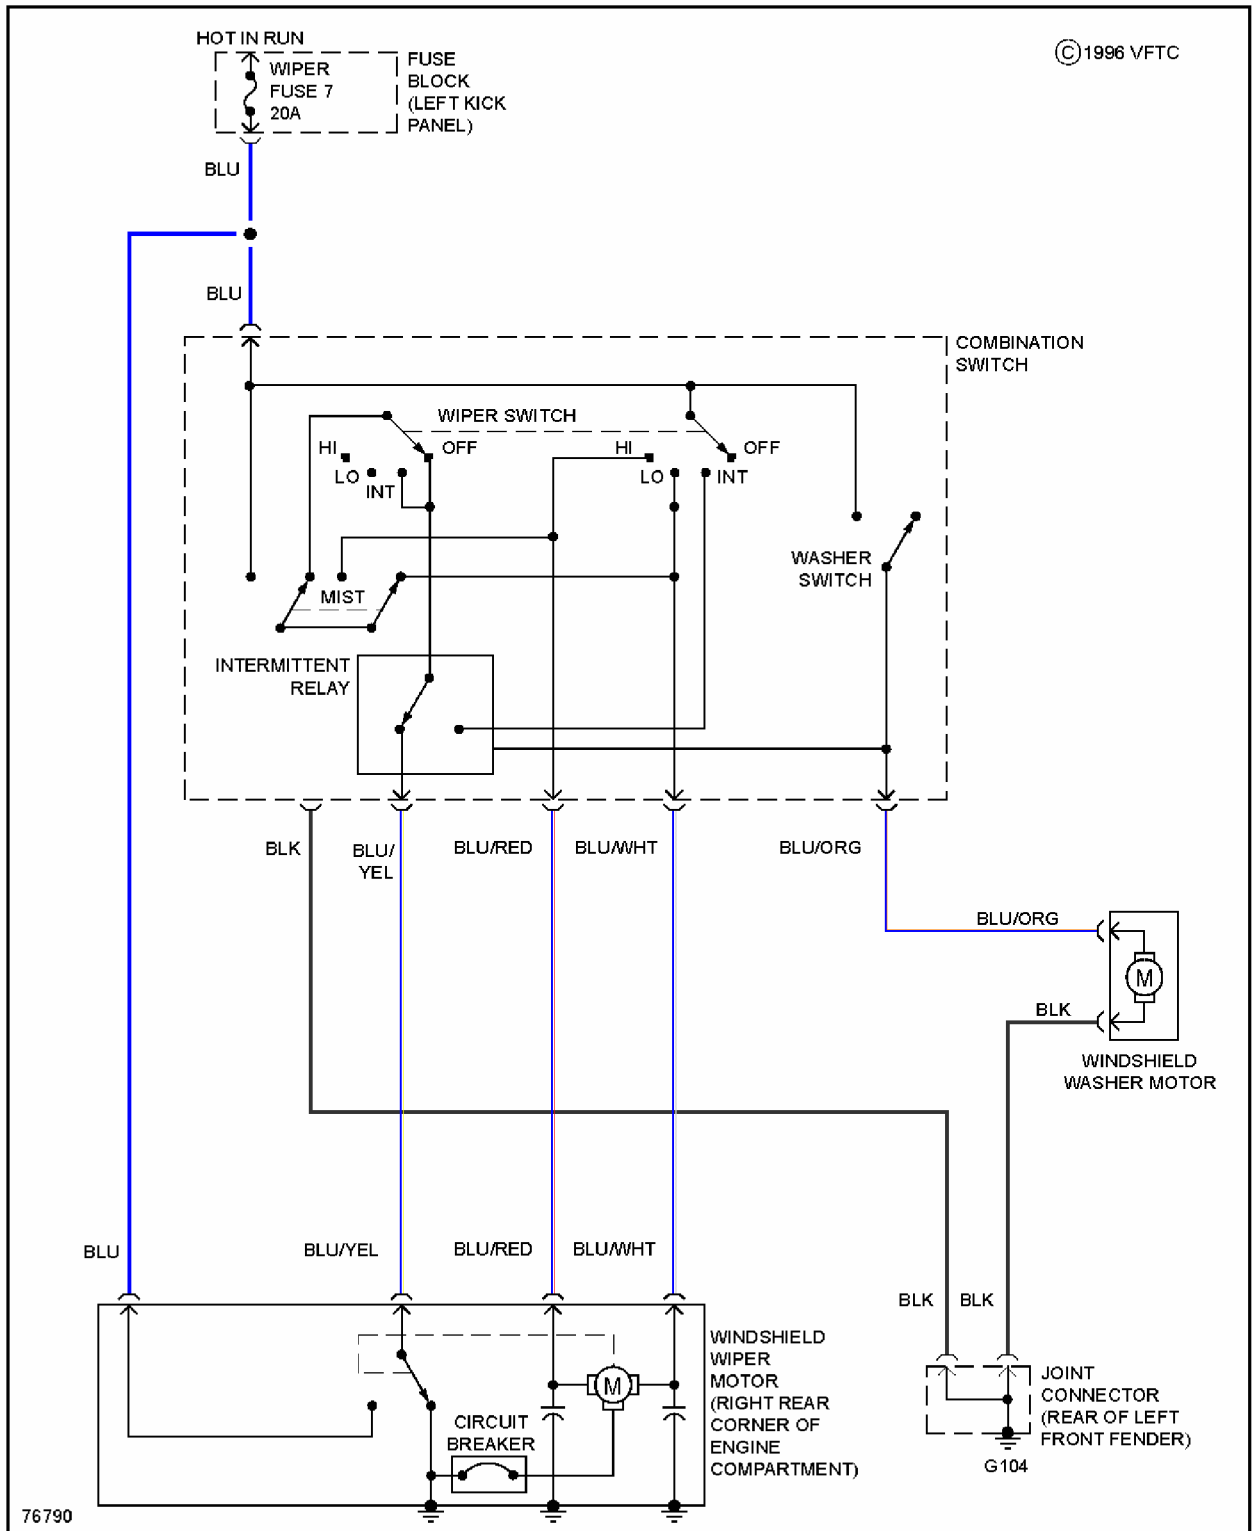 HOT IN RUN
WIPER
FUSE 7
20A
FUSE
BLOCK
(LEFT KICK
PANEL)
©1996 VFTC
BLU
BLU
COMBINATION
SWITCH
WIPER SWITCH
HI
OFF
LO
INT
HI
OFF
LO
INT
WASHER
SWITCH
MIST
INTERMITTENT
RELAY
BLK
BLU/
YEL
BLU/RED
BLU/WHT
BLU/ORG
BLU/ORG
M
BLK
WINDSHIELD
WASHER MOTOR
BLU
BLU/YEL
BLU/RED
BLU/WHT
BLK
BLK
WINDSHIELD
WIPER
MOTOR
(RIGHT REAR
CORNER OF
ENGINE
COMPARTMENT)
M
CIRCUIT
BREAKER
JOINT
CONNECTOR
(REAR OF LEFT
FRONT FENDER)
G104
76790